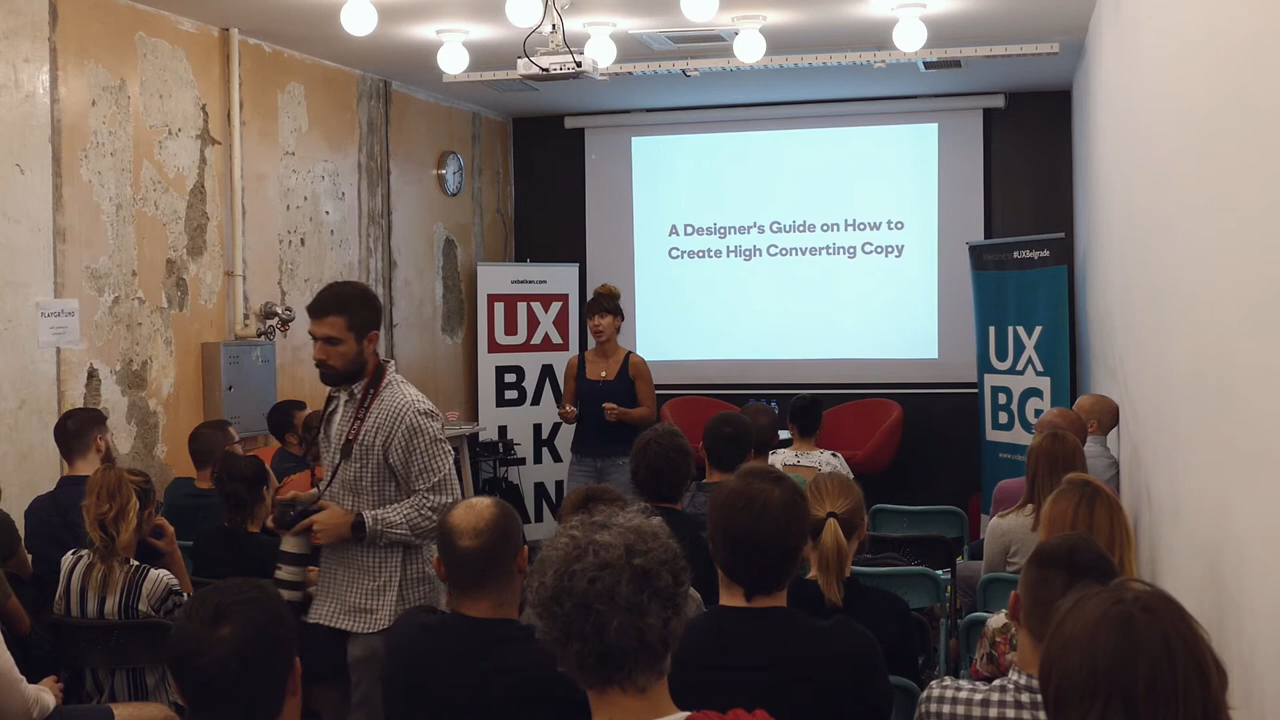 A Designer's Guide on How to
Create High Converting Copy
uxbalkan.com
UX
BA
LK
AN
#UXBelgrade
UX
BG
PLAYGROUND